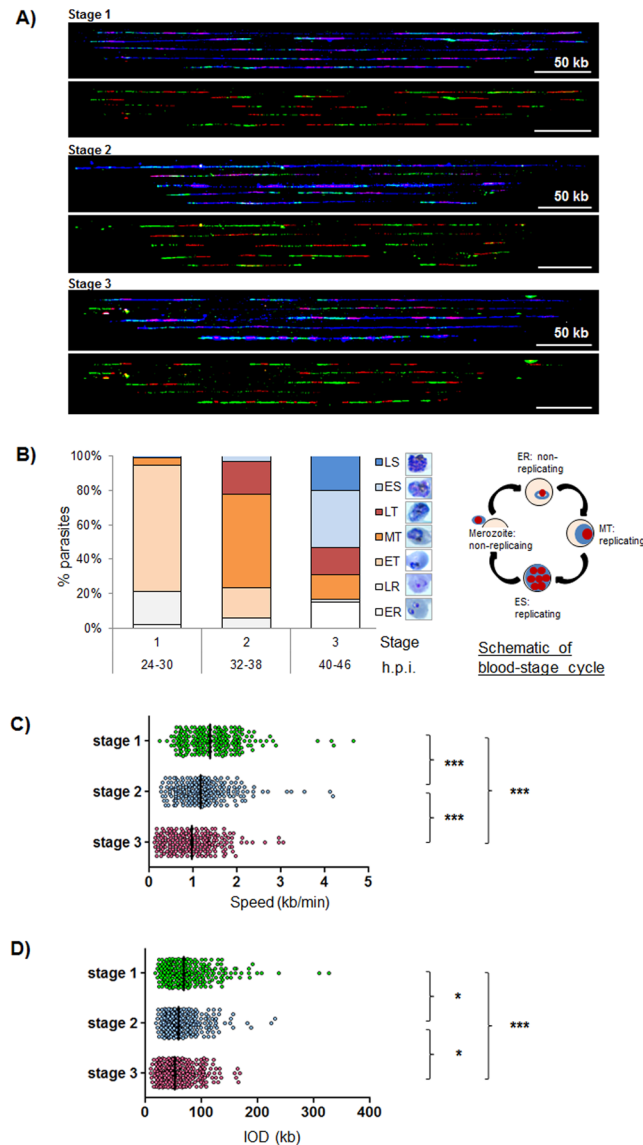 A)
Stage 1
50 kb
Stage 2
50 kb
Stage 3
50 kb
B)
100%
80%
60%
40%
20%
0%
% parasites
1 2 3 Stage
24-30 32-38 40-46 h.p.i.
LS
ES
LT
MT
ET
LR
ER
ER: non-
replicating
MT:
replicating
Merozoite:
non-replicaing
ES:
replicating
Schematic of
blood-stage cycle
C)
stage 1
stage 2
stage 3
0 1 2 3 4 5
Speed (kb/min)
***
***
***
D)
stage 1
stage 2
stage 3
0 100 200 300 400
IOD (kb)
*
*
***